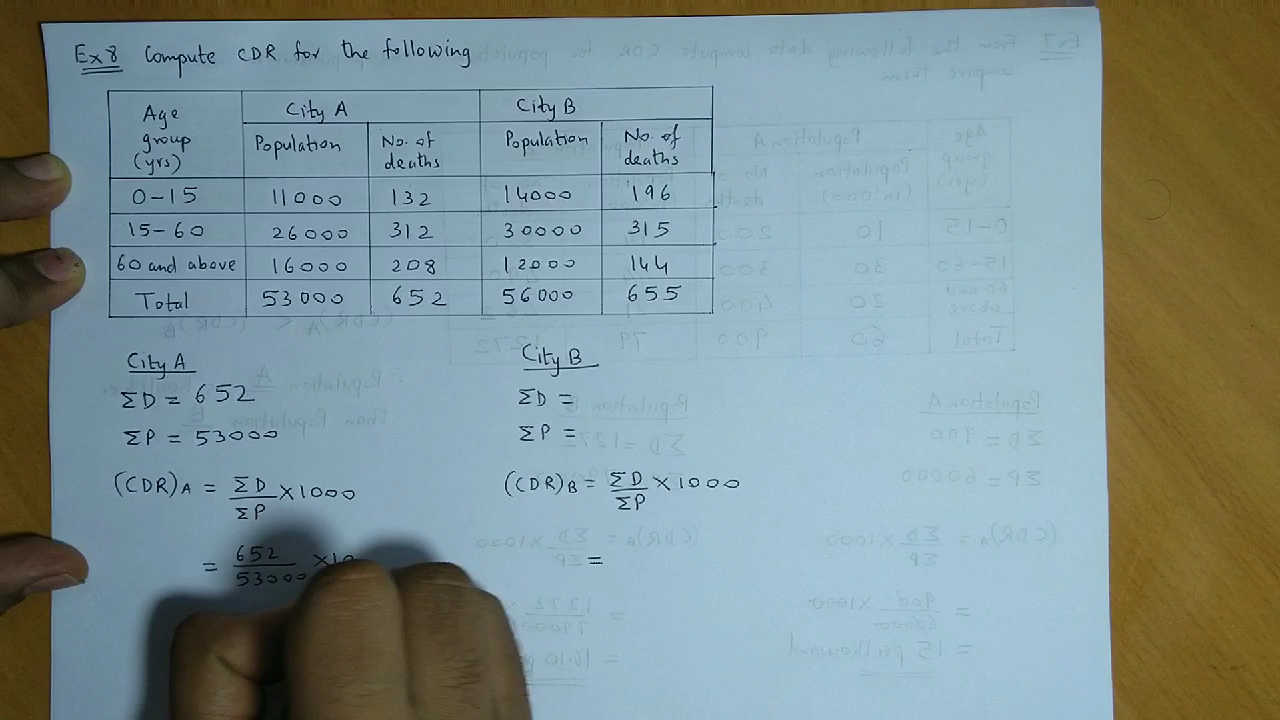 Ex 8 Compute CDR for the following
Age group (yrs) City A City B
Population No. of deaths Population No. of deaths
0-15 11000 132 14000 196
15-60 26000 312 30000 315
60 and above 16000 208 12000 144
Total 53000 652 56000 655
City A City B
ΣD = 652 ΣD =
ΣP = 53000 ΣP =
(CDR)A = ΣD/ΣP ×1000 (CDR)B = ΣD/ΣP ×1000
= 652/53000 ×10 =